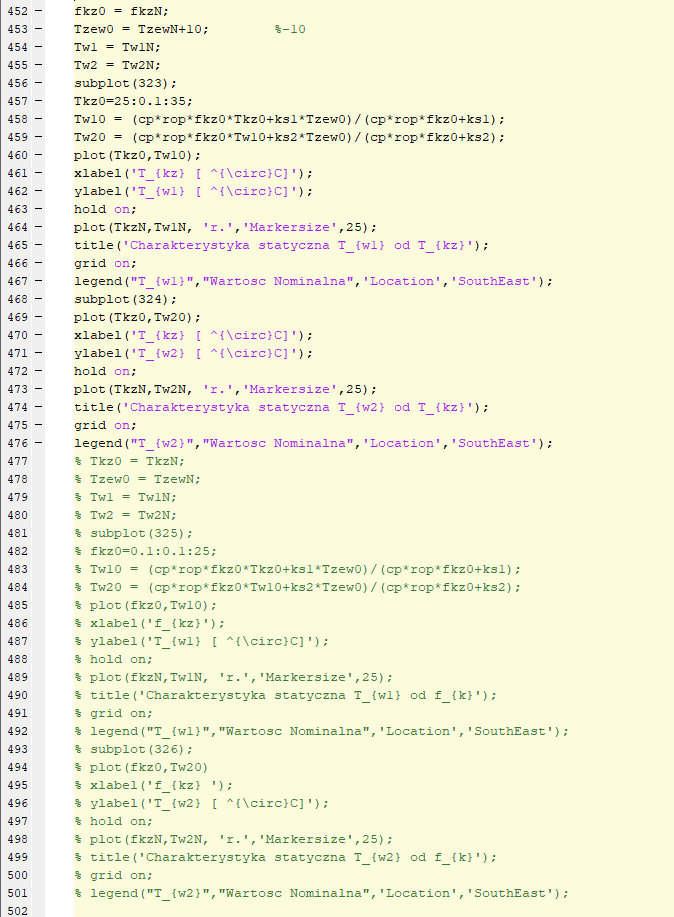 452 – fkz0 = fkzN;
453 – Tzew0 = TzewN+10; %-10
454 – Tw1 = Tw1N;
455 – Tw2 = Tw2N;
456 – subplot(323);
457 – Tkz0=25:0.1:35;
458 – Tw10 = (cp*rop*fkz0*Tkz0+ks1*Tzew0)/(cp*rop*fkz0+ks1);
459 – Tw20 = (cp*rop*fkz0*Tw10+ks2*Tzew0)/(cp*rop*fkz0+ks2);
460 – plot(Tkz0,Tw10);
461 – xlabel('T_{kz} [ ^{\circ}C]');
462 – ylabel('T_{w1} [ ^{\circ}C]');
463 – hold on;
464 – plot(TkzN,Tw1N, 'r.','Markersize',25);
465 – title('Charakterystyka statyczna T_{w1} od T_{kz}');
466 – grid on;
467 – legend("T_{w1}","Wartosc Nominalna",'Location','SouthEast');
468 – subplot(324);
469 – plot(Tkz0,Tw20);
470 – xlabel('T_{kz} [ ^{\circ}C]');
471 – ylabel('T_{w2} [ ^{\circ}C]');
472 – hold on;
473 – plot(TkzN,Tw2N, 'r.','Markersize',25);
474 – title('Charakterystyka statyczna T_{w2} od T_{kz}');
475 – grid on;
476 – legend("T_{w2}","Wartosc Nominalna",'Location','SouthEast');
477 % Tkz0 = TkzN;
478 % Tzew0 = TzewN;
479 % Tw1 = Tw1N;
480 % Tw2 = Tw2N;
481 % subplot(325);
482 % fkz0=0.1:0.1:25;
483 % Tw10 = (cp*rop*fkz0*Tkz0+ks1*Tzew0)/(cp*rop*fkz0+ks1);
484 % Tw20 = (cp*rop*fkz0*Tw10+ks2*Tzew0)/(cp*rop*fkz0+ks2);
485 % plot(fkz0,Tw10);
486 % xlabel('f_{kz}');
487 % ylabel('T_{w1} [ ^{\circ}C]');
488 % hold on;
489 % plot(fkzN,Tw1N, 'r.','Markersize',25);
490 % title('Charakterystyka statyczna T_{w1} od f_{k}');
491 % grid on;
492 % legend("T_{w1}","Wartosc Nominalna",'Location','SouthEast');
493 % subplot(326);
494 % plot(fkz0,Tw20)
495 % xlabel('f_{kz} ');
496 % ylabel('T_{w2} [ ^{\circ}C]');
497 % hold on;
498 % plot(fkzN,Tw2N, 'r.','Markersize',25);
499 % title('Charakterystyka statyczna T_{w2} od f_{k}');
500 % grid on;
501 % legend("T_{w2}","Wartosc Nominalna",'Location','SouthEast');
502